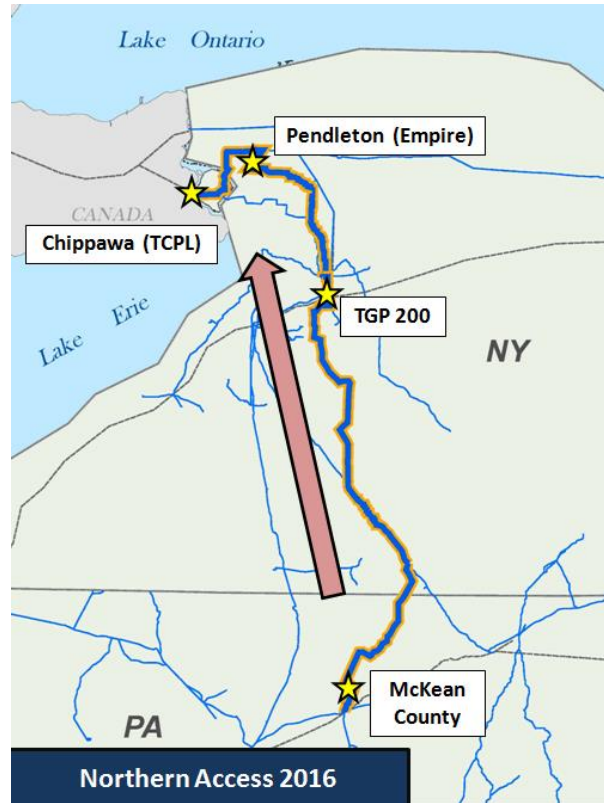 Lake Ontario
Pendleton (Empire)
CANADA
Chippawa (TCPL)
Lake Erie
TGP 200
NY
McKean
County
PA
Northern Access 2016